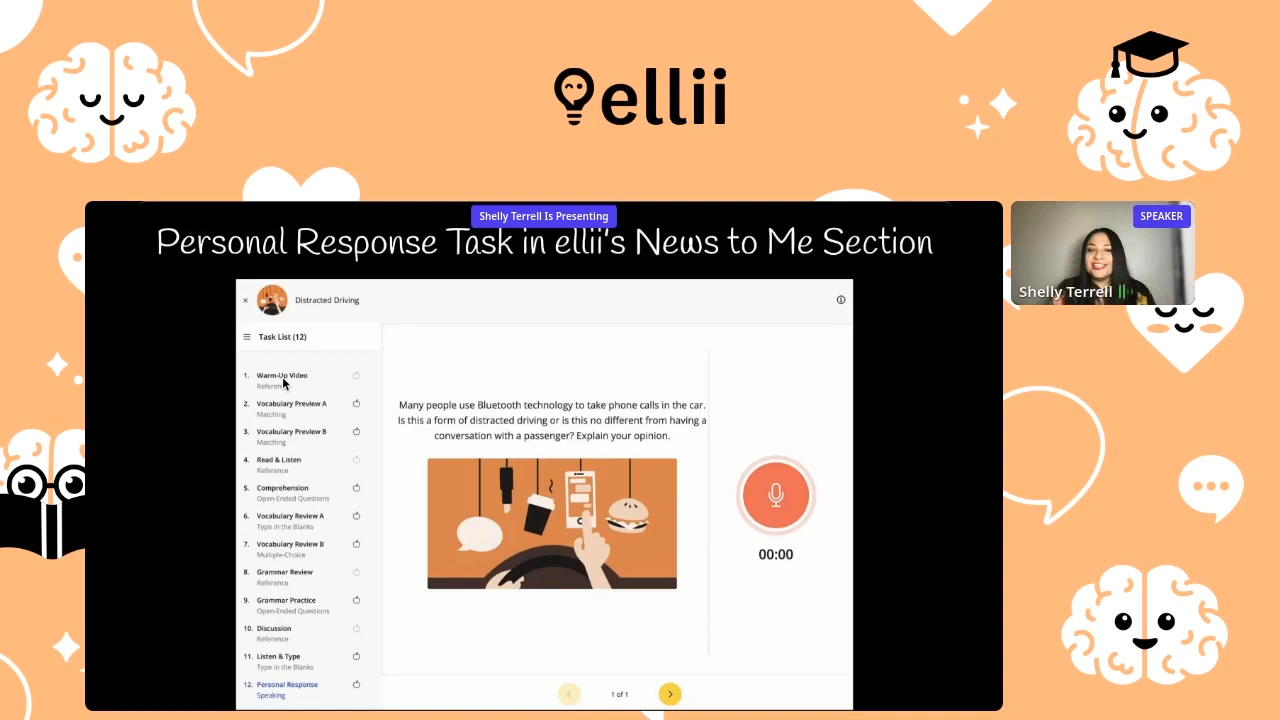 ellii
Shelly Terrell Is Presenting
SPEAKER
Shelly Terrell
Personal Response Task in ellii's News to Me Section
Distracted Driving
Task List (12)
1. Warm-Up Video
Referen
2. Vocabulary Preview A
Matching
3. Vocabulary Preview B
Matching
4. Read & Listen
Reference
5. Comprehension
Open-Ended Questions
6. Vocabulary Review A
Type in the Blanks
7. Vocabulary Review B
Multiple-Choice
8. Grammar Review
Reference
9. Grammar Practice
Open-Ended Questions
10. Discussion
Reference
11. Listen & Type
Type in the Blanks
12. Personal Response
Speaking
Many people use Bluetooth technology to take phone calls in the car.
Is this a form of distracted driving or is this no different from having a
conversation with a passenger? Explain your opinion.
00:00
1 of 1